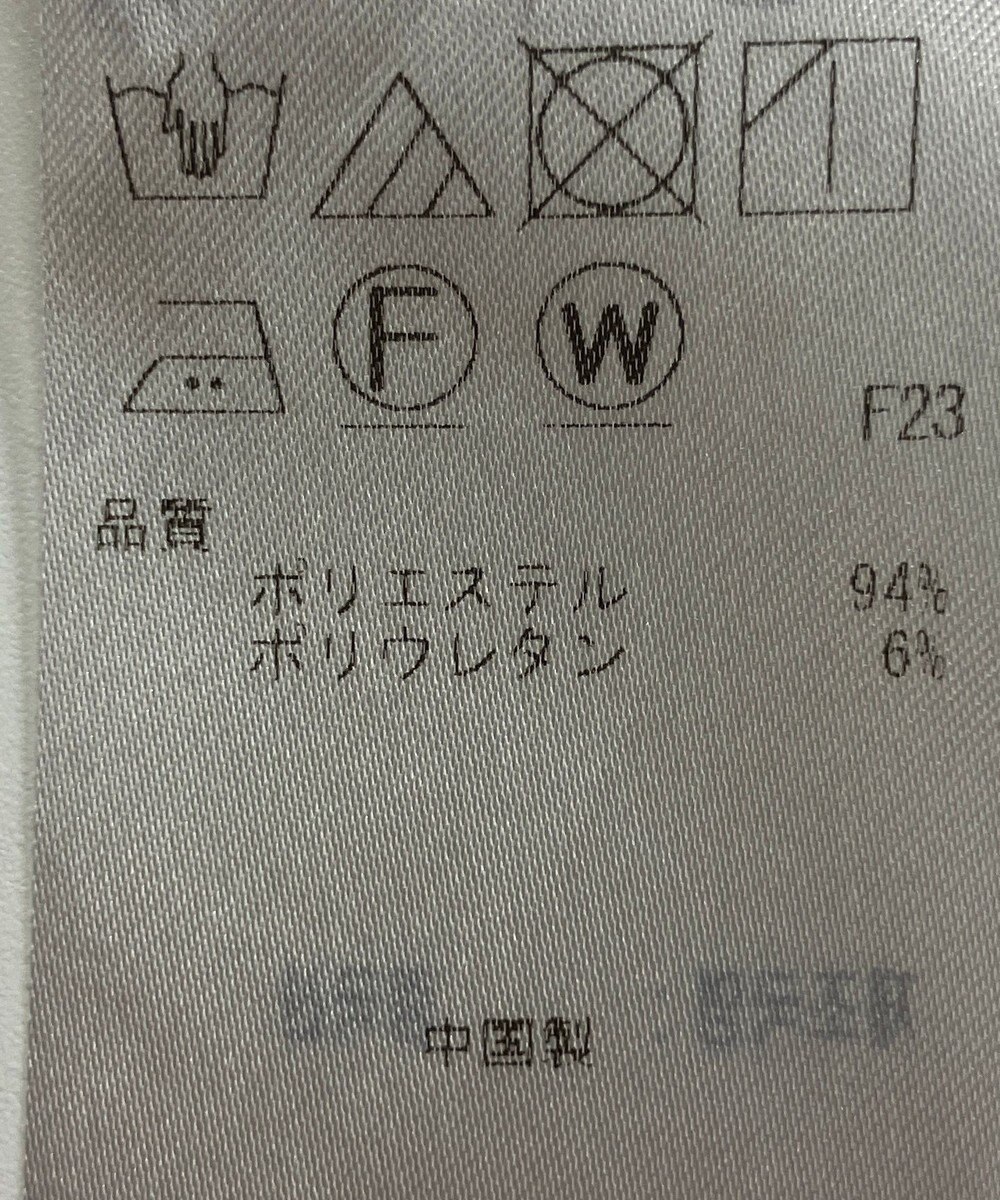 F W
F23
品質
ポリエステル 94%
ポリウレタン 6%
中国製